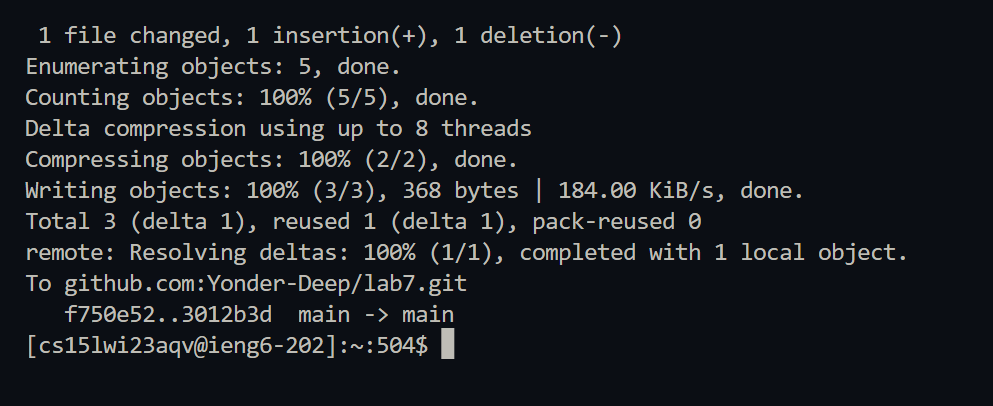 1 file changed, 1 insertion(+), 1 deletion(-)
Enumerating objects: 5, done.
Counting objects: 100% (5/5), done.
Delta compression using up to 8 threads
Compressing objects: 100% (2/2), done.
Writing objects: 100% (3/3), 368 bytes | 184.00 KiB/s, done.
Total 3 (delta 1), reused 1 (delta 1), pack-reused 0
remote: Resolving deltas: 100% (1/1), completed with 1 local object.
To github.com:Yonder-Deep/lab7.git
   f750e52..3012b3d  main -> main
[cs15lwi23aqv@ieng6-202]:~:504$